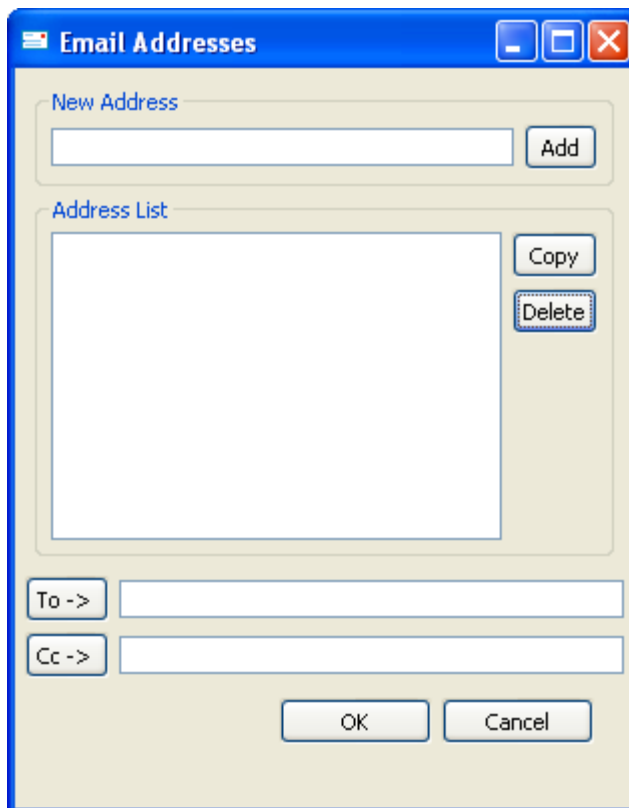 Email Addresses
New Address
Add
Address List
Copy
Delete
To ->
Cc ->
OK
Cancel